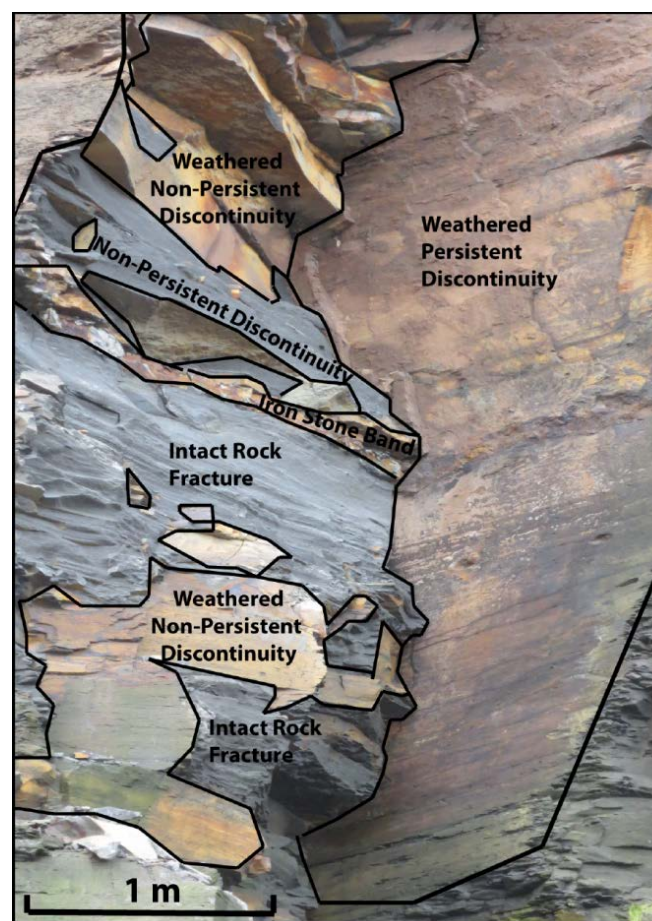 Weathered
Non-Persistent
Discontinuity
Weathered
Persistent
Discontinuity
Non-Persistent Discontinuity
Iron Stone Band
Intact Rock
Fracture
Weathered
Non-Persistent
Discontinuity
Intact Rock
Fracture
1 m